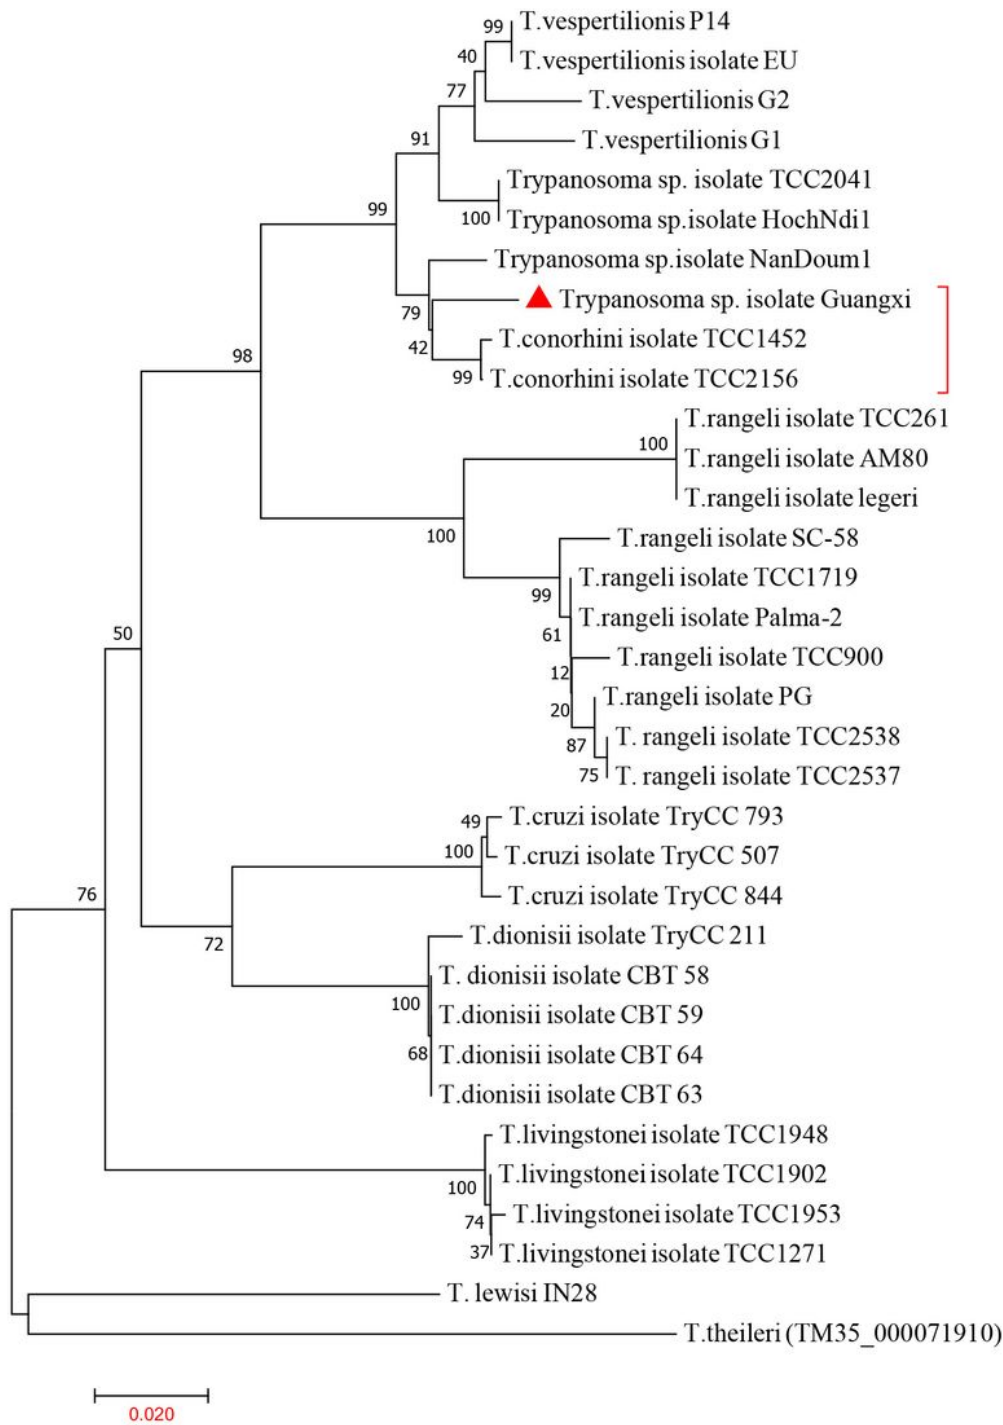 99 T.vespertilionis P14
T.vespertilionis isolate EU
40
T.vespertilionis G2
77
T.vespertilionis G1
91
Trypanosoma sp. isolate TCC2041
100 Trypanosoma sp.isolate HochNdi1
99
Trypanosoma sp.isolate NanDoum1
Trypanosoma sp. isolate Guangxi
79
T.conorhini isolate TCC1452
42
99 T.conorhini isolate TCC2156
98
T.rangeli isolate TCC261
100 T.rangeli isolate AM80
T.rangeli isolate legeri
100
T.rangeli isolate SC-58
T.rangeli isolate TCC1719
99
T.rangeli isolate Palma-2
61
T.rangeli isolate TCC900
12
T.rangeli isolate PG
20
T. rangeli isolate TCC2538
87
75 T. rangeli isolate TCC2537
50
49 T.cruzi isolate TryCC 793
100 T.cruzi isolate TryCC 507
T.cruzi isolate TryCC 844
76
T.dionisii isolate TryCC 211
72
T. dionisii isolate CBT 58
100
T.dionisii isolate CBT 59
68 T.dionisii isolate CBT 64
T.dionisii isolate CBT 63
T.livingstonei isolate TCC1948
T.livingstonei isolate TCC1902
100
74 T.livingstonei isolate TCC1953
37 T.livingstonei isolate TCC1271
T. lewisi IN28
T.theileri (TM35_000071910)
0.020